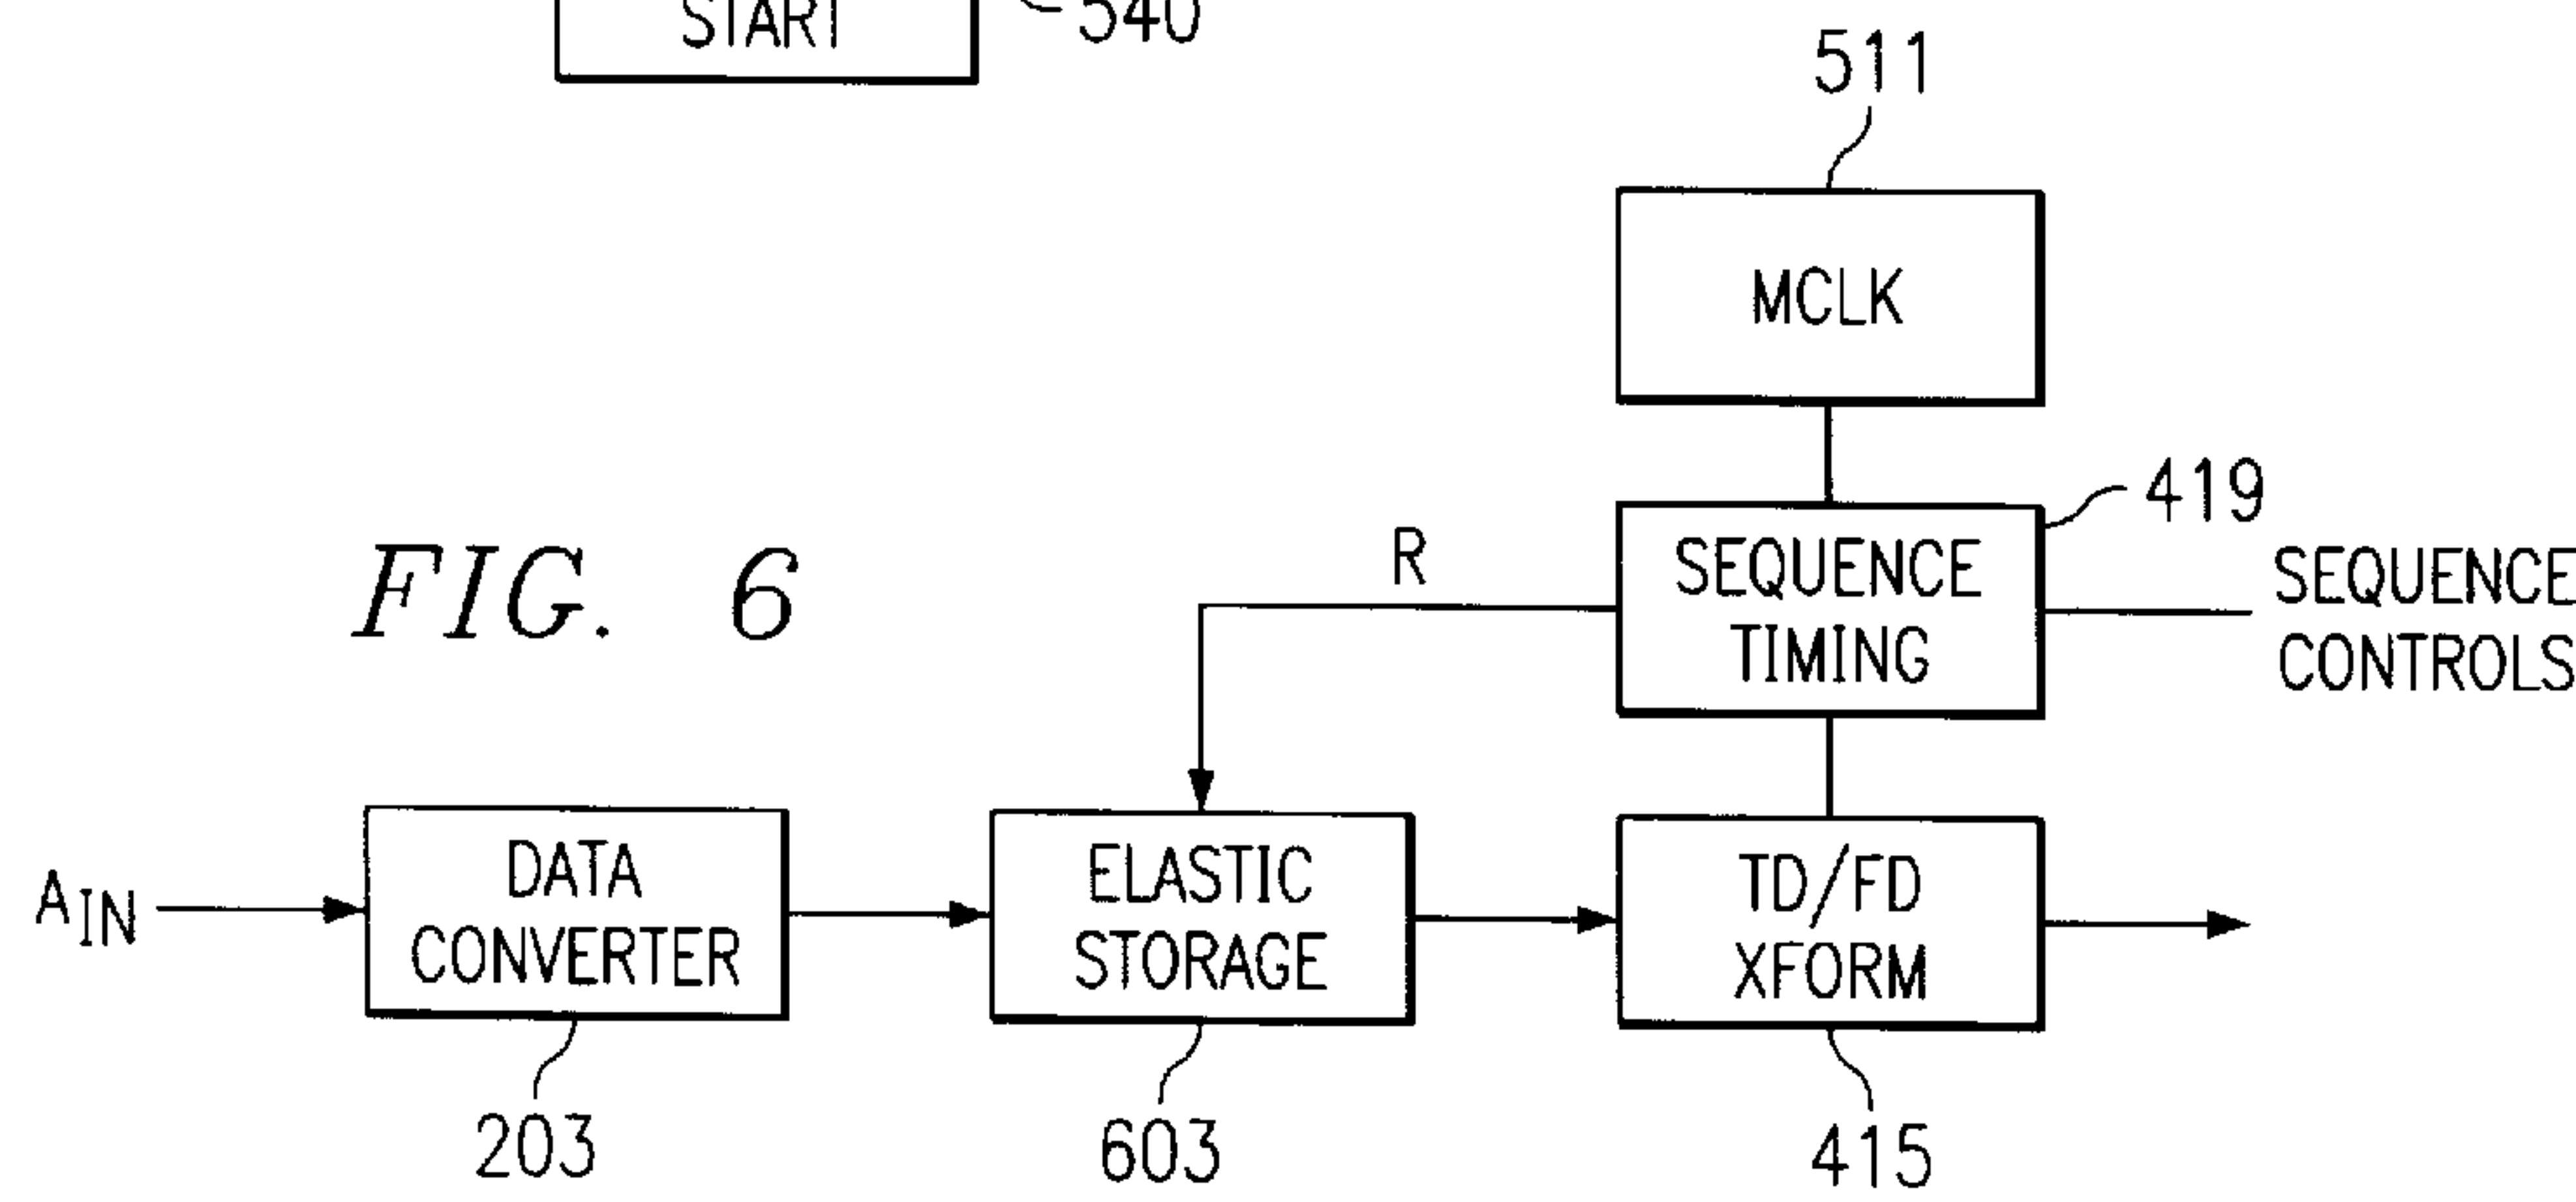 START
540
511
MCLK
419
FIG. 6
R
SEQUENCE
TIMING
SEQUENCE
CONTROLS
AIN
DATA
CONVERTER
ELASTIC
STORAGE
TD/FD
XFORM
203
603
415